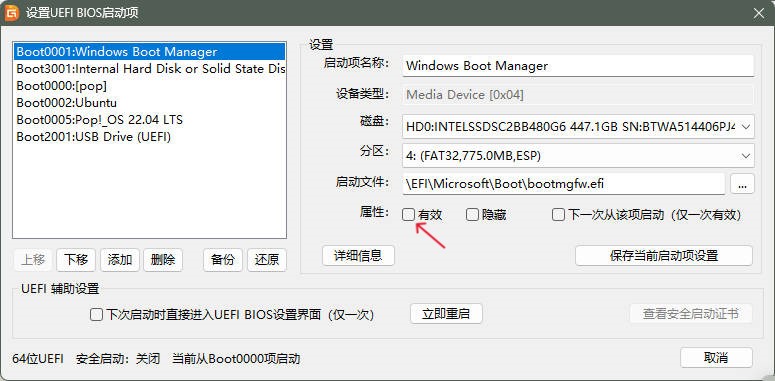 设置UEFI BIOS启动项
Boot0001:Windows Boot Manager
Boot3001:Internal Hard Disk or Solid State Dis
Boot0000:[pop]
Boot0002:Ubuntu
Boot0005:Pop!_OS 22.04 LTS
Boot2001:USB Drive (UEFI)
上移 下移 添加 删除 备份 还原
设置
启动项名称: Windows Boot Manager
设备类型: Media Device [0x04]
磁盘: HD0:INTELSSDSC2BB480G6 447.1GB SN:BTWA514406PJ4
分区: 4: (FAT32,775.0MB,ESP)
启动文件: \EFI\Microsoft\Boot\bootmgfw.efi ...
属性: 有效 隐藏 下一次从该项启动（仅一次有效）
详细信息 保存当前启动项设置
UEFI 辅助设置
下次启动时直接进入UEFI BIOS设置界面（仅一次） 立即重启 查看安全启动证书
64位UEFI 安全启动：关闭 当前从Boot0000项启动 取消